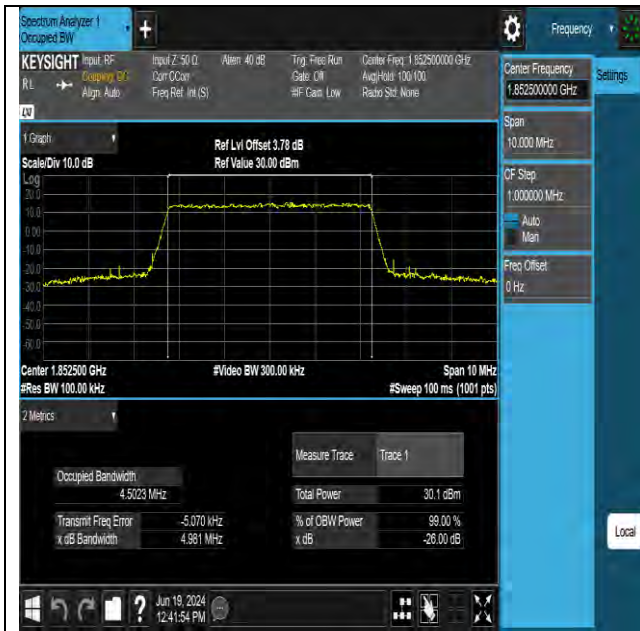 Spectrum Analyzer 1
Occupied BW
+
Frequency
KEYSIGHT Input: RF Input Z: 50 Ω Atten: 40 dB Trig: Free Run Center Freq: 1.852500000 GHz
RL Coupling: DC Corr CCorr Gate: Off Avg|Hold: 100/100
Align: Auto Freq Ref: Int (S) #IF Gain: Low Radio Std: None
LXI
Center Frequency
1.852500000 GHz
Settings
Span
10.000 MHz
CF Step
1.000000 MHz
Auto
Man
Freq Offset
0 Hz
Local
1 Graph
Ref Lvl Offset 3.78 dB
Scale/Div 10.0 dB Ref Value 30.00 dBm
Log
20.0
10.0
0.00
-10.0
-20.0
-30.0
-40.0
-50.0
-60.0
Center 1.852500 GHz #Video BW 300.00 kHz Span 10 MHz
#Res BW 100.00 kHz #Sweep 100 ms (1001 pts)
2 Metrics
Measure Trace Trace 1
Occupied Bandwidth
4.5023 MHz
Total Power 30.1 dBm
Transmit Freq Error -5.070 kHz % of OBW Power 99.00 %
x dB Bandwidth 4.981 MHz x dB -26.00 dB
? Jun 19, 2024
12:41:54 PM